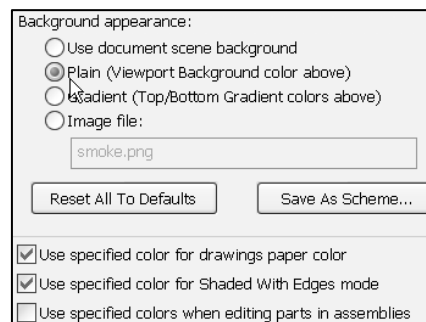 Background appearance:
Use document scene background
Plain (Viewport Background color above)
Gradient (Top/Bottom Gradient colors above)
Image file:
smoke.png
Reset All To Defaults
Save As Scheme...
Use specified color for drawings paper color
Use specified color for Shaded With Edges mode
Use specified colors when editing parts in assemblies